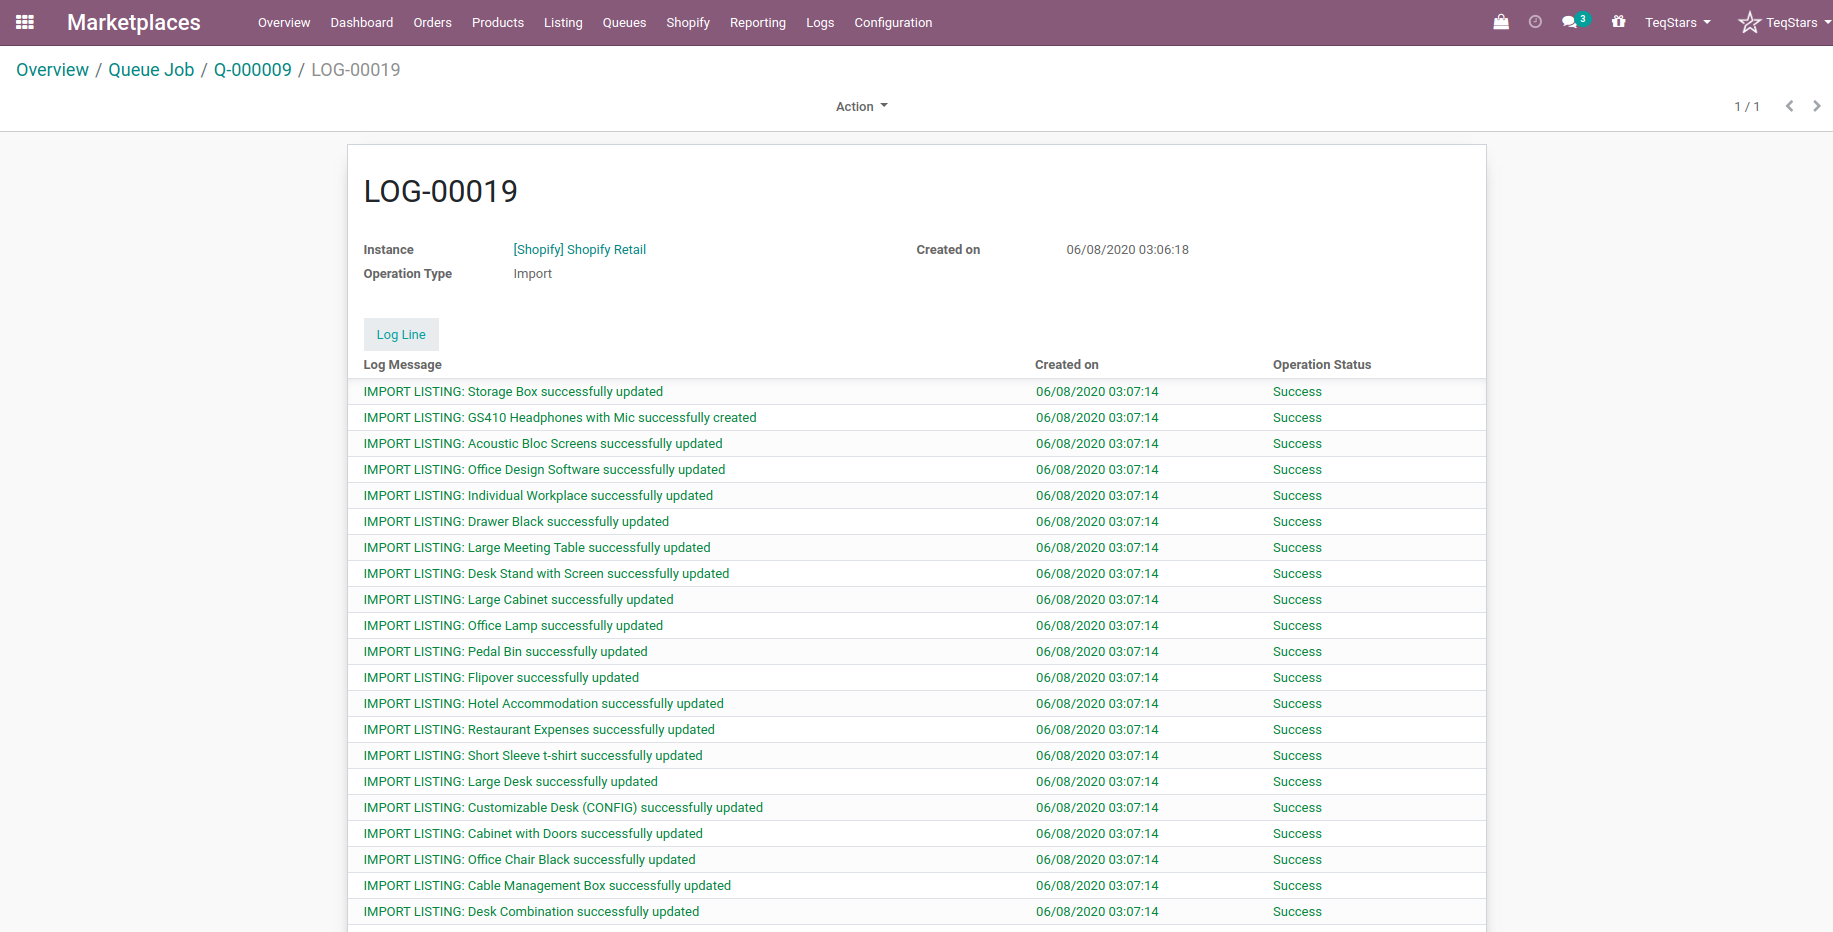 Marketplaces Overview Dashboard Orders Products Listing Queues Shopify Reporting Logs Configuration 3 TeqStars TeqStars
Overview / Queue Job / Q-000009 / LOG-00019
Action 1 / 1
LOG-00019
Instance [Shopify] Shopify Retail Created on 06/08/2020 03:06:18
Operation Type Import
Log Line
Log Message Created on Operation Status
IMPORT LISTING: Storage Box successfully updated 06/08/2020 03:07:14 Success
IMPORT LISTING: GS410 Headphones with Mic successfully created 06/08/2020 03:07:14 Success
IMPORT LISTING: Acoustic Bloc Screens successfully updated 06/08/2020 03:07:14 Success
IMPORT LISTING: Office Design Software successfully updated 06/08/2020 03:07:14 Success
IMPORT LISTING: Individual Workplace successfully updated 06/08/2020 03:07:14 Success
IMPORT LISTING: Drawer Black successfully updated 06/08/2020 03:07:14 Success
IMPORT LISTING: Large Meeting Table successfully updated 06/08/2020 03:07:14 Success
IMPORT LISTING: Desk Stand with Screen successfully updated 06/08/2020 03:07:14 Success
IMPORT LISTING: Large Cabinet successfully updated 06/08/2020 03:07:14 Success
IMPORT LISTING: Office Lamp successfully updated 06/08/2020 03:07:14 Success
IMPORT LISTING: Pedal Bin successfully updated 06/08/2020 03:07:14 Success
IMPORT LISTING: Flipover successfully updated 06/08/2020 03:07:14 Success
IMPORT LISTING: Hotel Accommodation successfully updated 06/08/2020 03:07:14 Success
IMPORT LISTING: Restaurant Expenses successfully updated 06/08/2020 03:07:14 Success
IMPORT LISTING: Short Sleeve t-shirt successfully updated 06/08/2020 03:07:14 Success
IMPORT LISTING: Large Desk successfully updated 06/08/2020 03:07:14 Success
IMPORT LISTING: Customizable Desk (CONFIG) successfully updated 06/08/2020 03:07:14 Success
IMPORT LISTING: Cabinet with Doors successfully updated 06/08/2020 03:07:14 Success
IMPORT LISTING: Office Chair Black successfully updated 06/08/2020 03:07:14 Success
IMPORT LISTING: Cable Management Box successfully updated 06/08/2020 03:07:14 Success
IMPORT LISTING: Desk Combination successfully updated 06/08/2020 03:07:14 Success